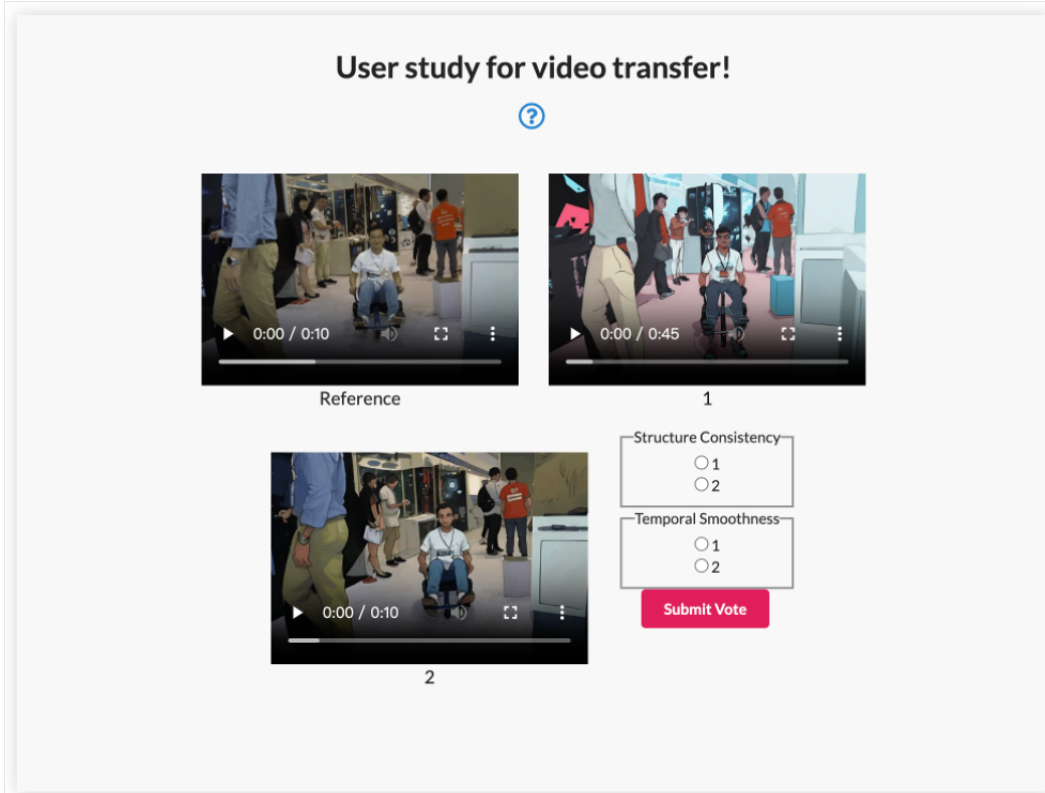 User study for video transfer!
?
0:00 / 0:10
0:00 / 0:45
Reference
1
Structure Consistency
1
2
Temporal Smoothness
1
2
Submit Vote
0:00 / 0:10
2